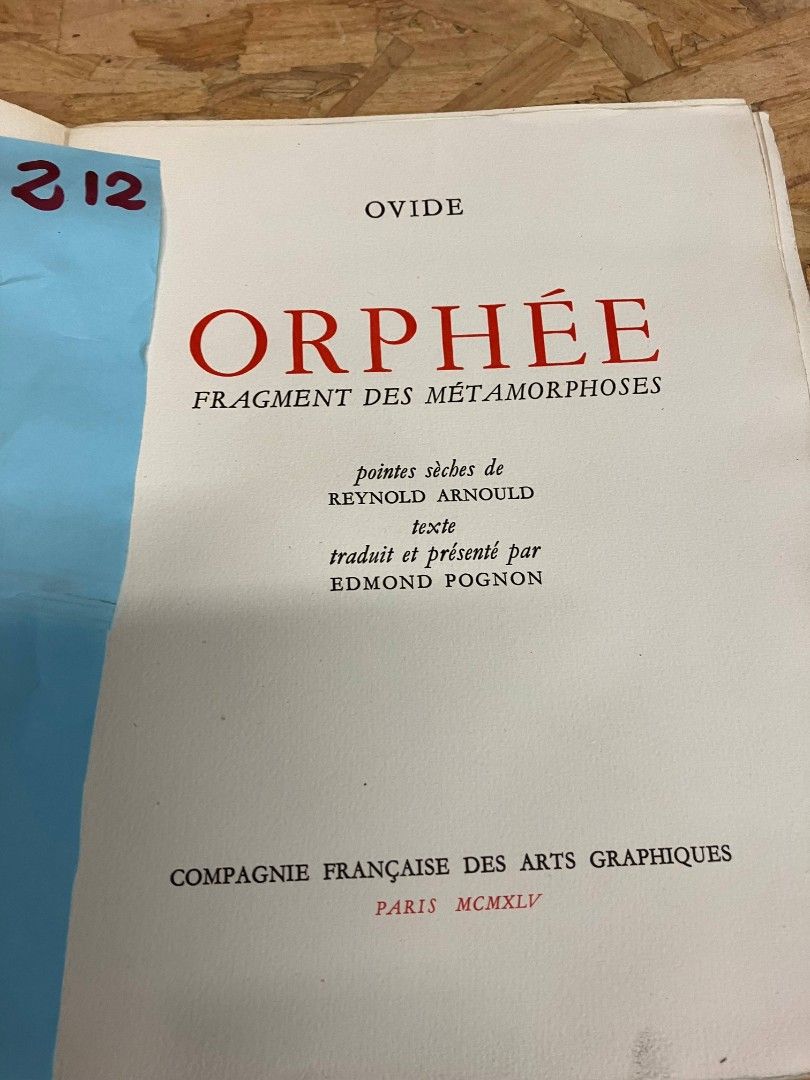 212
OVIDE
ORPHÉE
FRAGMENT DES MÉTAMORPHOSES
pointes sèches de
REYNOLD ARNOULD
texte
traduit et présenté par
EDMOND POGNON
COMPAGNIE FRANÇAISE DES ARTS GRAPHIQUES
PARIS MCMXLV